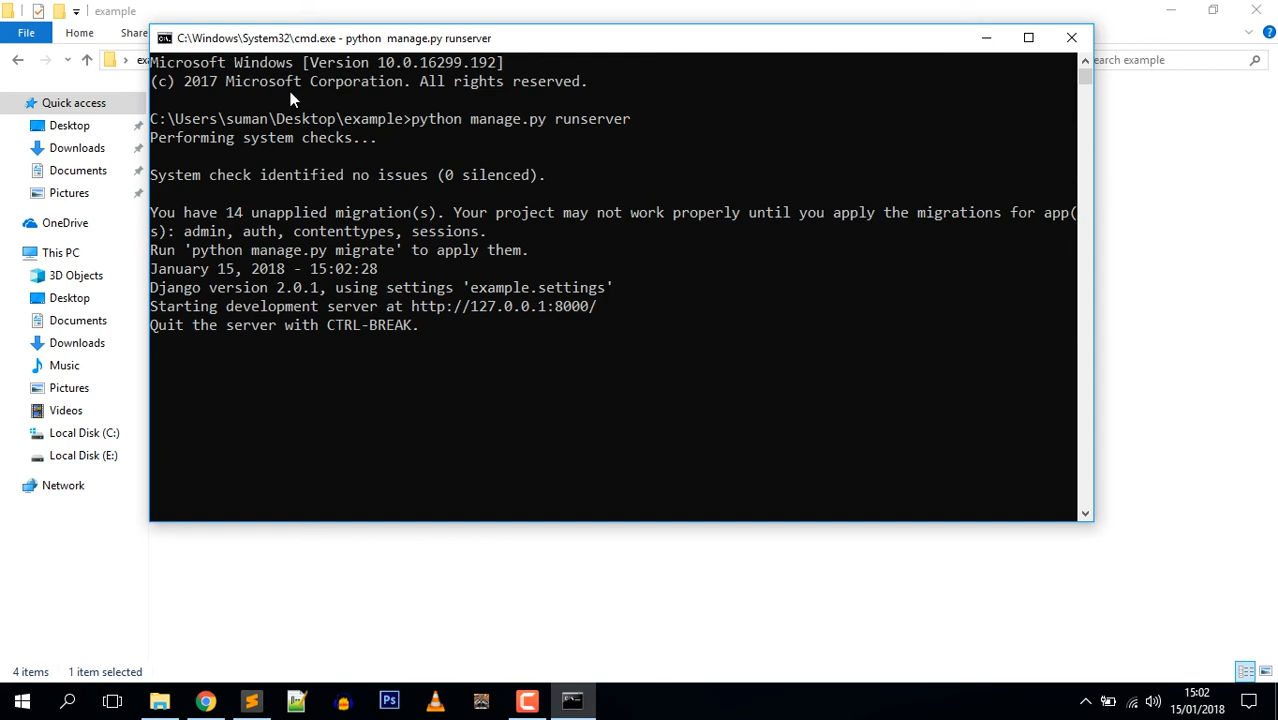 example
File
Home
Share
C:\Windows\System32\cmd.exe - python  manage.py runserver
Microsoft Windows [Version 10.0.16299.192]
(c) 2017 Microsoft Corporation. All rights reserved.
C:\Users\suman\Desktop\example>python manage.py runserver
Performing system checks...
System check identified no issues (0 silenced).
You have 14 unapplied migration(s). Your project may not work properly until you apply the migrations for app(
s): admin, auth, contenttypes, sessions.
Run 'python manage.py migrate' to apply them.
January 15, 2018 - 15:02:28
Django version 2.0.1, using settings 'example.settings'
Starting development server at http://127.0.0.1:8000/
Quit the server with CTRL-BREAK.
earch example
Quick access
Desktop
Downloads
Documents
Pictures
OneDrive
This PC
3D Objects
Desktop
Documents
Downloads
Music
Pictures
Videos
Local Disk (C:)
Local Disk (E:)
Network
4 items
1 item selected
Ps
15:02
15/01/2018